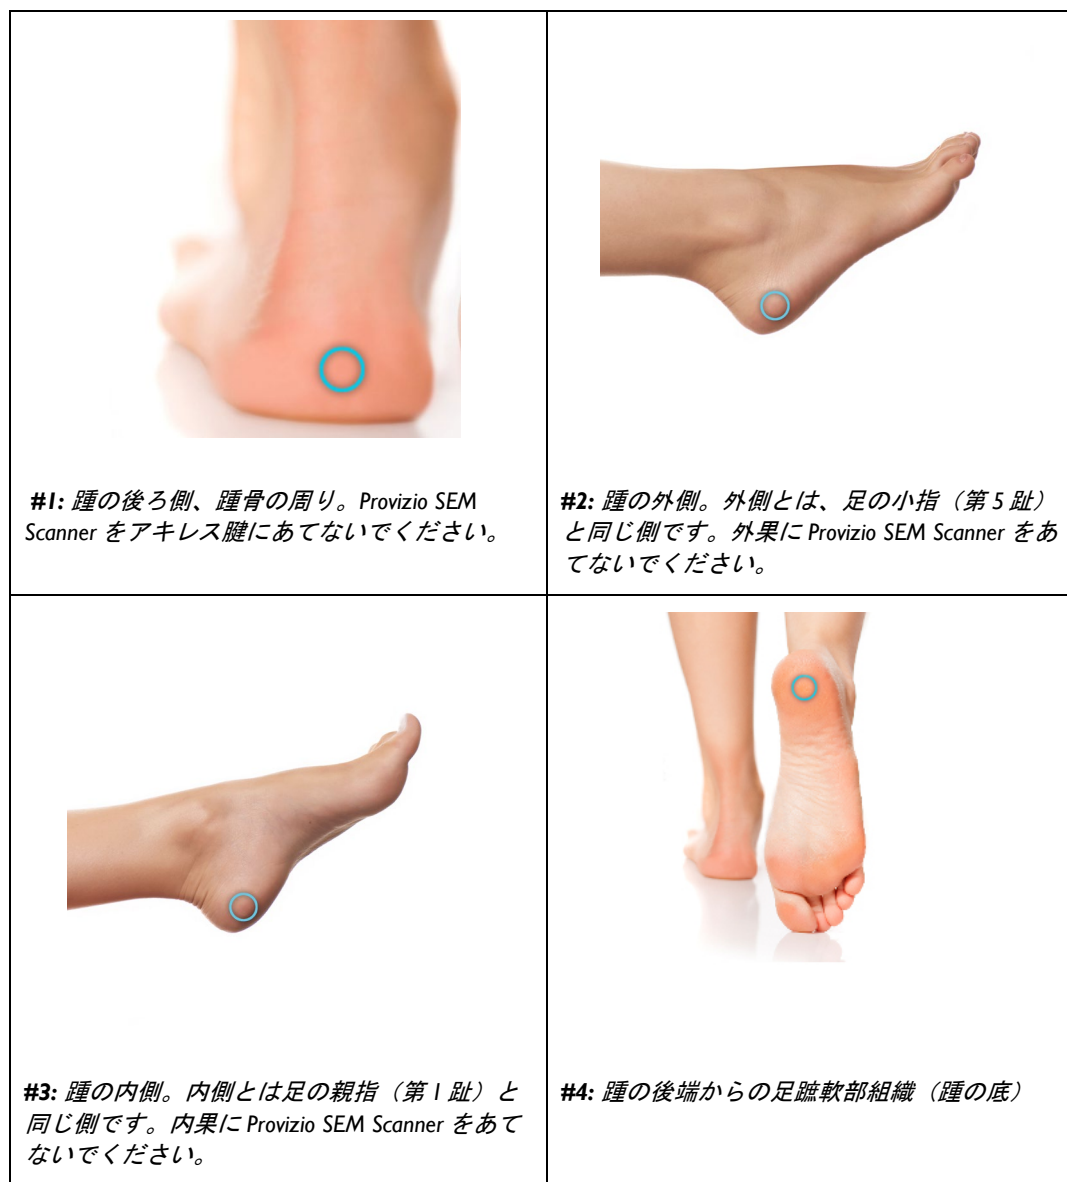 #1: 踵の後ろ側、踵骨の周り。Provizio SEM
Scanner をアキレス腱にあてないでください。
#2: 踵の外側。外側とは、足の小指（第 5 趾）
と同じ側です。外果に Provizio SEM Scanner をあ
てないでください。
#3: 踵の内側。内側とは足の親指（第 1 趾）と
同じ側です。内果に Provizio SEM Scanner をあて
ないでください。
#4: 踵の後端からの足蹠軟部組織（踵の底）